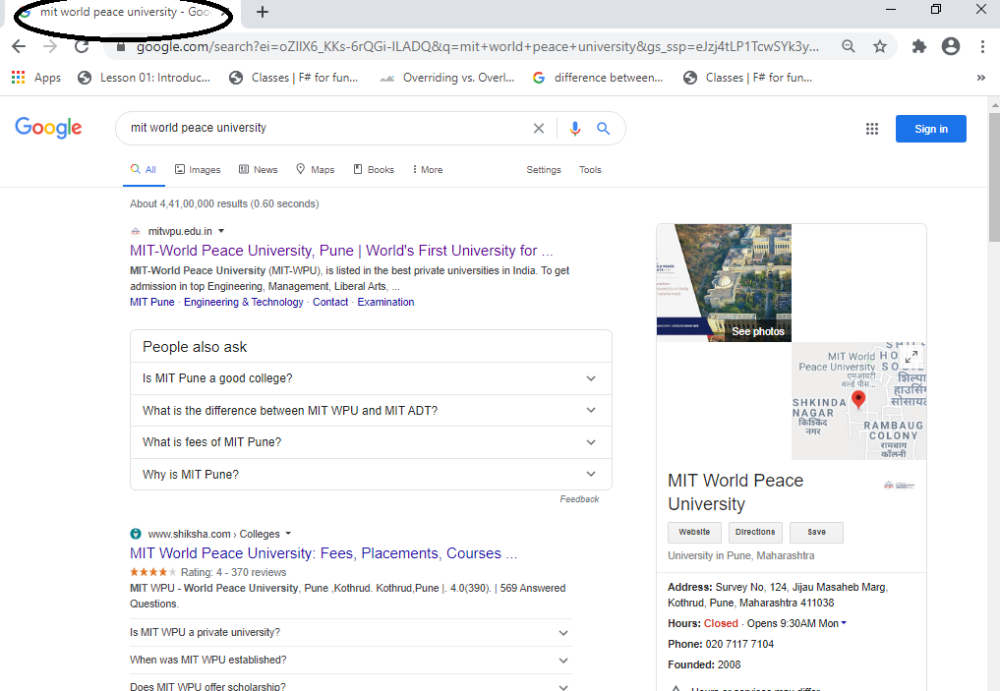 mit world peace university - Goo
google.com/search?ei=oZIIX6_KKs-6rQGi-ILADQ&q=mit+world+peace+university&gs_ssp=eJzj4tLP1TcwSYk3y...
Apps Lesson 01: Introduc... Classes | F# for fun... Overriding vs. Overl... difference between... Classes | F# for fun... »
Google mit world peace university Sign in
All Images News Maps Books More Settings Tools
About 4,41,00,000 results (0.60 seconds)
mitwpu.edu.in
MIT-World Peace University, Pune | World's First University for ...
MIT-World Peace University (MIT-WPU), is listed in the best private universities in India. To get
admission in top Engineering, Management, Liberal Arts, ...
MIT Pune · Engineering & Technology · Contact · Examination
People also ask
Is MIT Pune a good college?
What is the difference between MIT WPU and MIT ADT?
What is fees of MIT Pune?
Why is MIT Pune?
Feedback
www.shiksha.com › Colleges
MIT World Peace University: Fees, Placements, Courses ...
Rating: 4 - 370 reviews
MIT WPU - World Peace University, Pune ,Kothrud. Kothrud,Pune |. 4.0(390). | 569 Answered
Questions.
Is MIT WPU a private university?
When was MIT WPU established?
Does MIT WPU offer scholarship?
See photos
MIT World
Peace University
एमआयटी
वर्ल्ड पीस...
शिल्पा
हाउसिंग
सोसायटी
SHKINDA
NAGAR
किश्किंद
नगर
RAMBAUG
COLONY
रामबाग
कॉलनी
MIT World Peace
University
Website Directions Save
University in Pune, Maharashtra
Address: Survey No, 124, Jijau Masaheb Marg,
Kothrud, Pune, Maharashtra 411038
Hours: Closed · Opens 9:30AM Mon
Phone: 020 7117 7104
Founded: 2008
Hours or services may differ